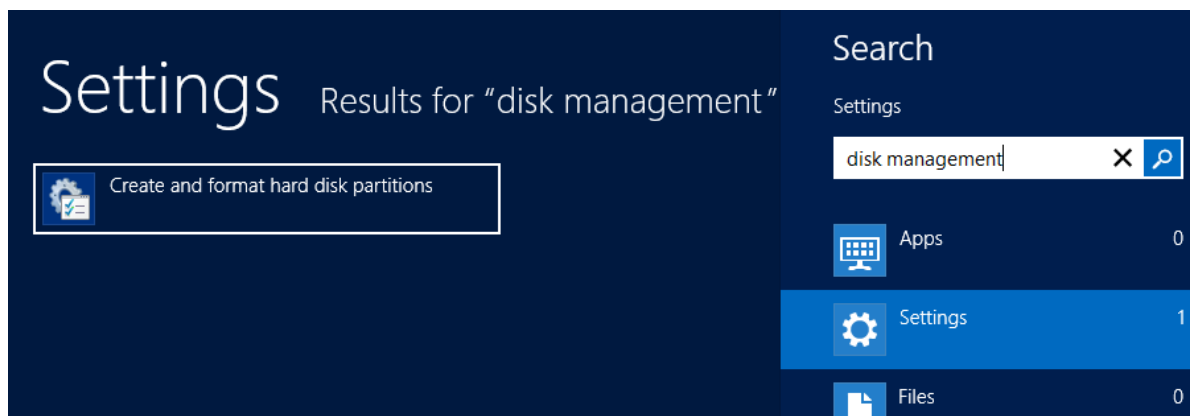 Settings Results for “disk management”
Create and format hard disk partitions
Search
Settings
disk management
Apps 0
Settings 1
Files 0